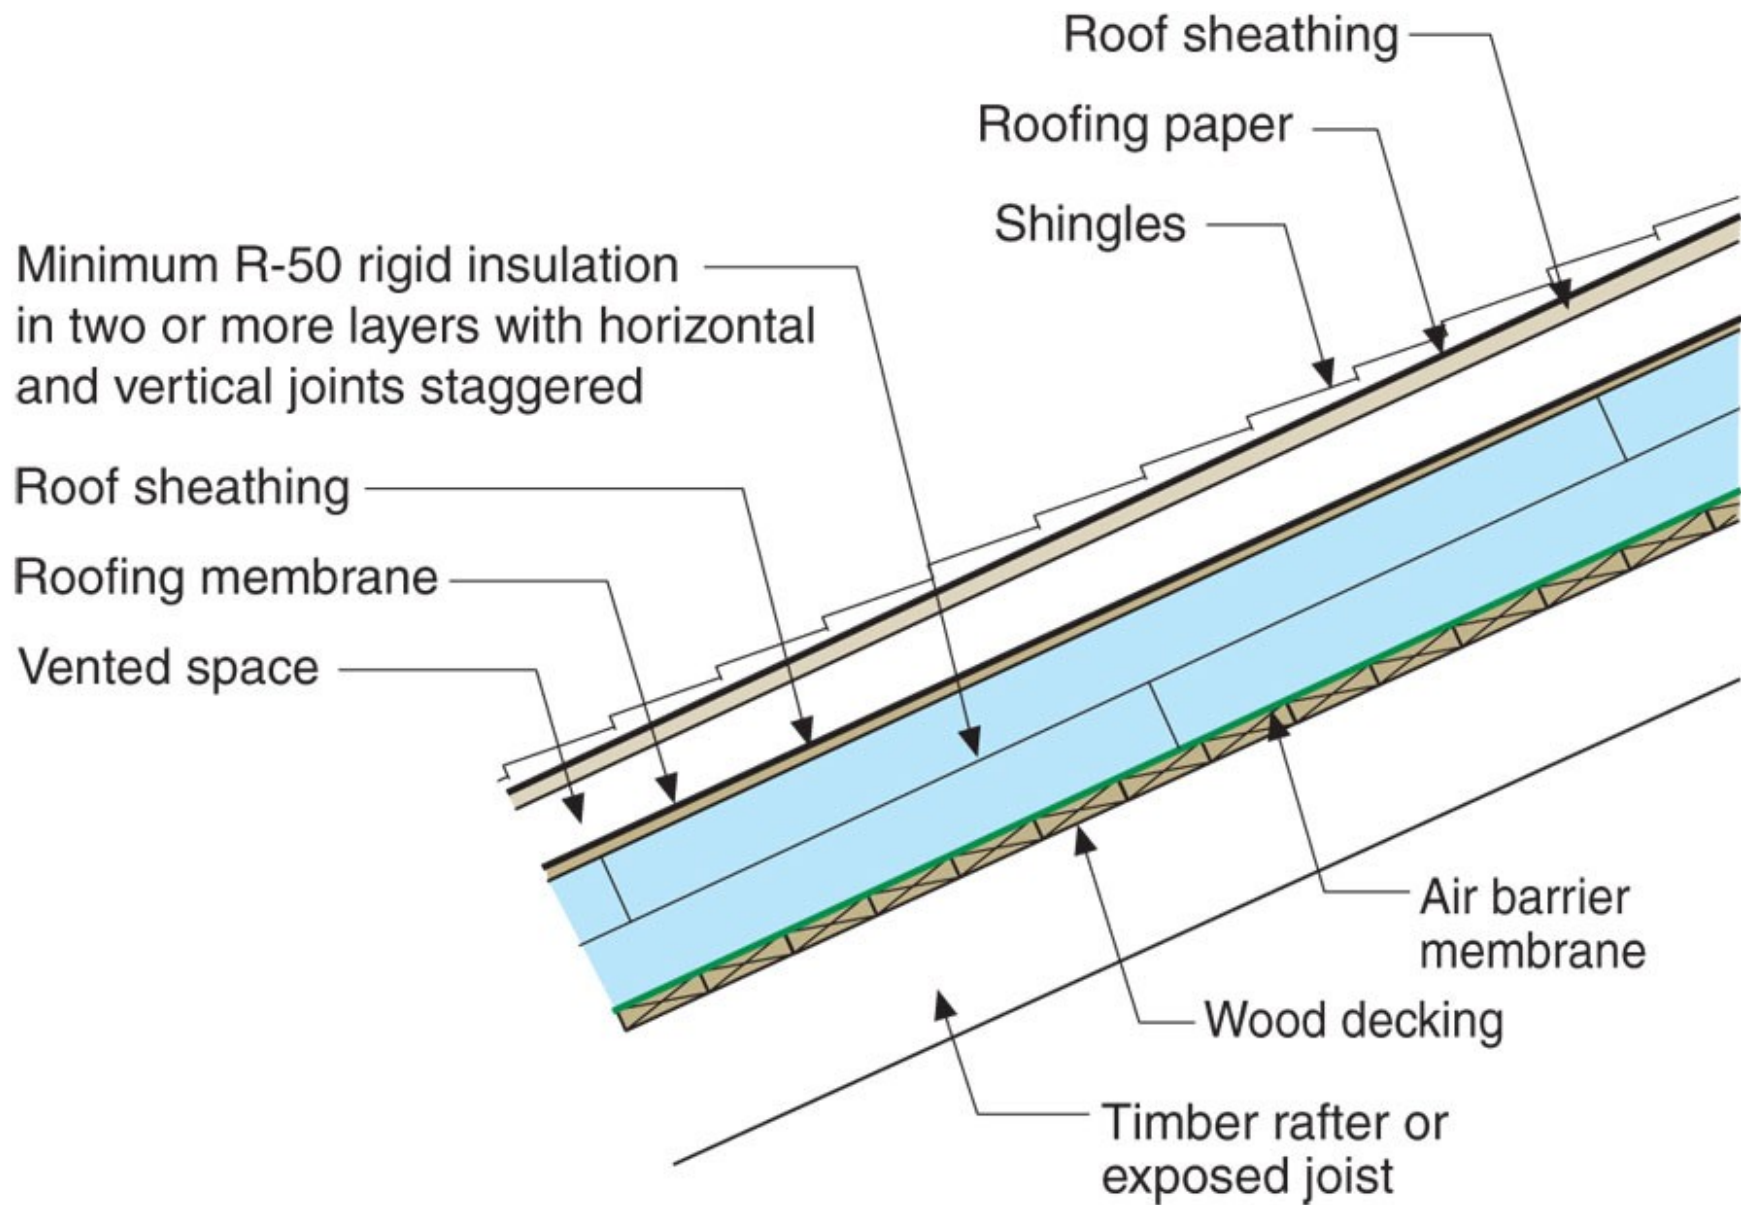 Roof sheathing
Roofing paper
Shingles
Minimum R-50 rigid insulation
in two or more layers with horizontal
and vertical joints staggered
Roof sheathing
Roofing membrane
Vented space
Air barrier
membrane
Wood decking
Timber rafter or
exposed joist